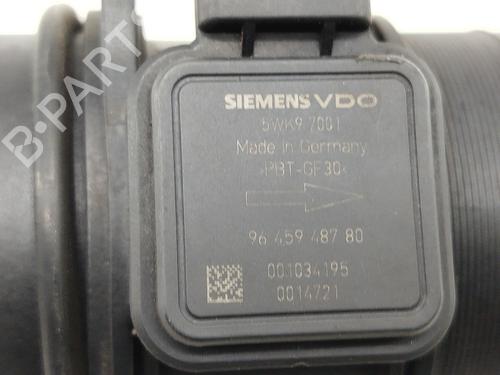 B-PARTS
SIEMENS VDO
5WK9 7001
Made in Germany
>PBT-GF30<
96 459 487 80
001034195
0014721